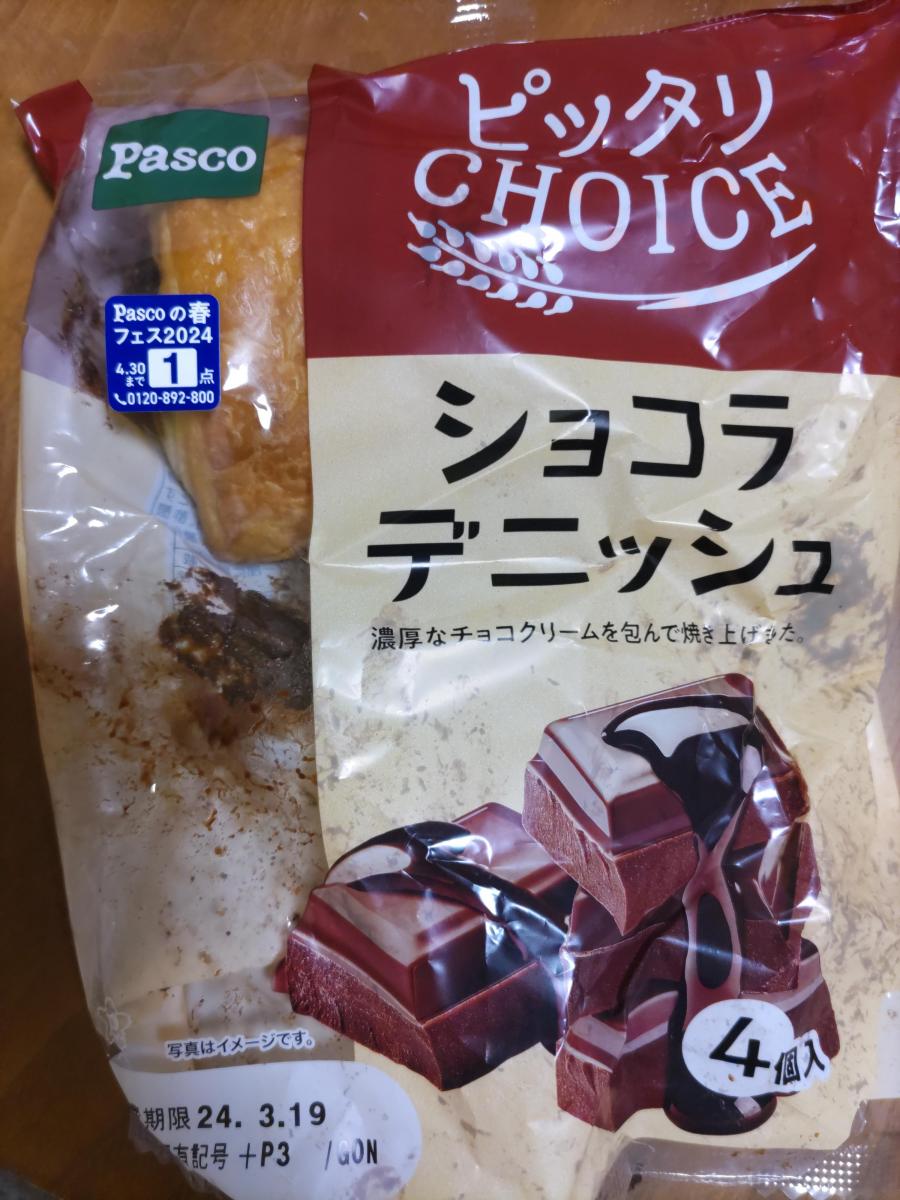 ピッタリ
CHOICE
Pasco
Pascoの春
フェス2024
4.30
まで
1
点
0120-892-800
ショコラ
デニッシュ
濃厚なチョコクリームを包んで焼き上げました。
4個入
写真はイメージです。
期限 24. 3.19
記号 +P3 /GON